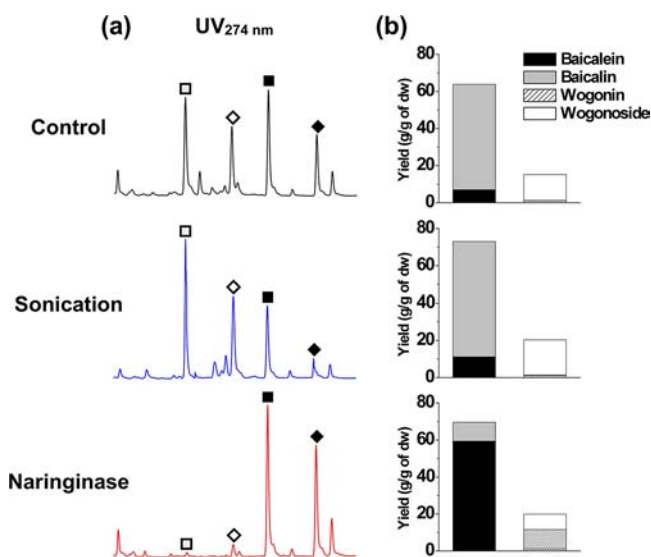 (a) UV274 nm (b)
Control
Sonication
Naringinase
80
60
40
20
0
Yield (g/g of dw)
Baicalein
Baicalin
Wogonin
Wogonoside
80
60
40
20
0
Yield (g/g of dw)
80
60
40
20
0
Yield (g/g of dw)